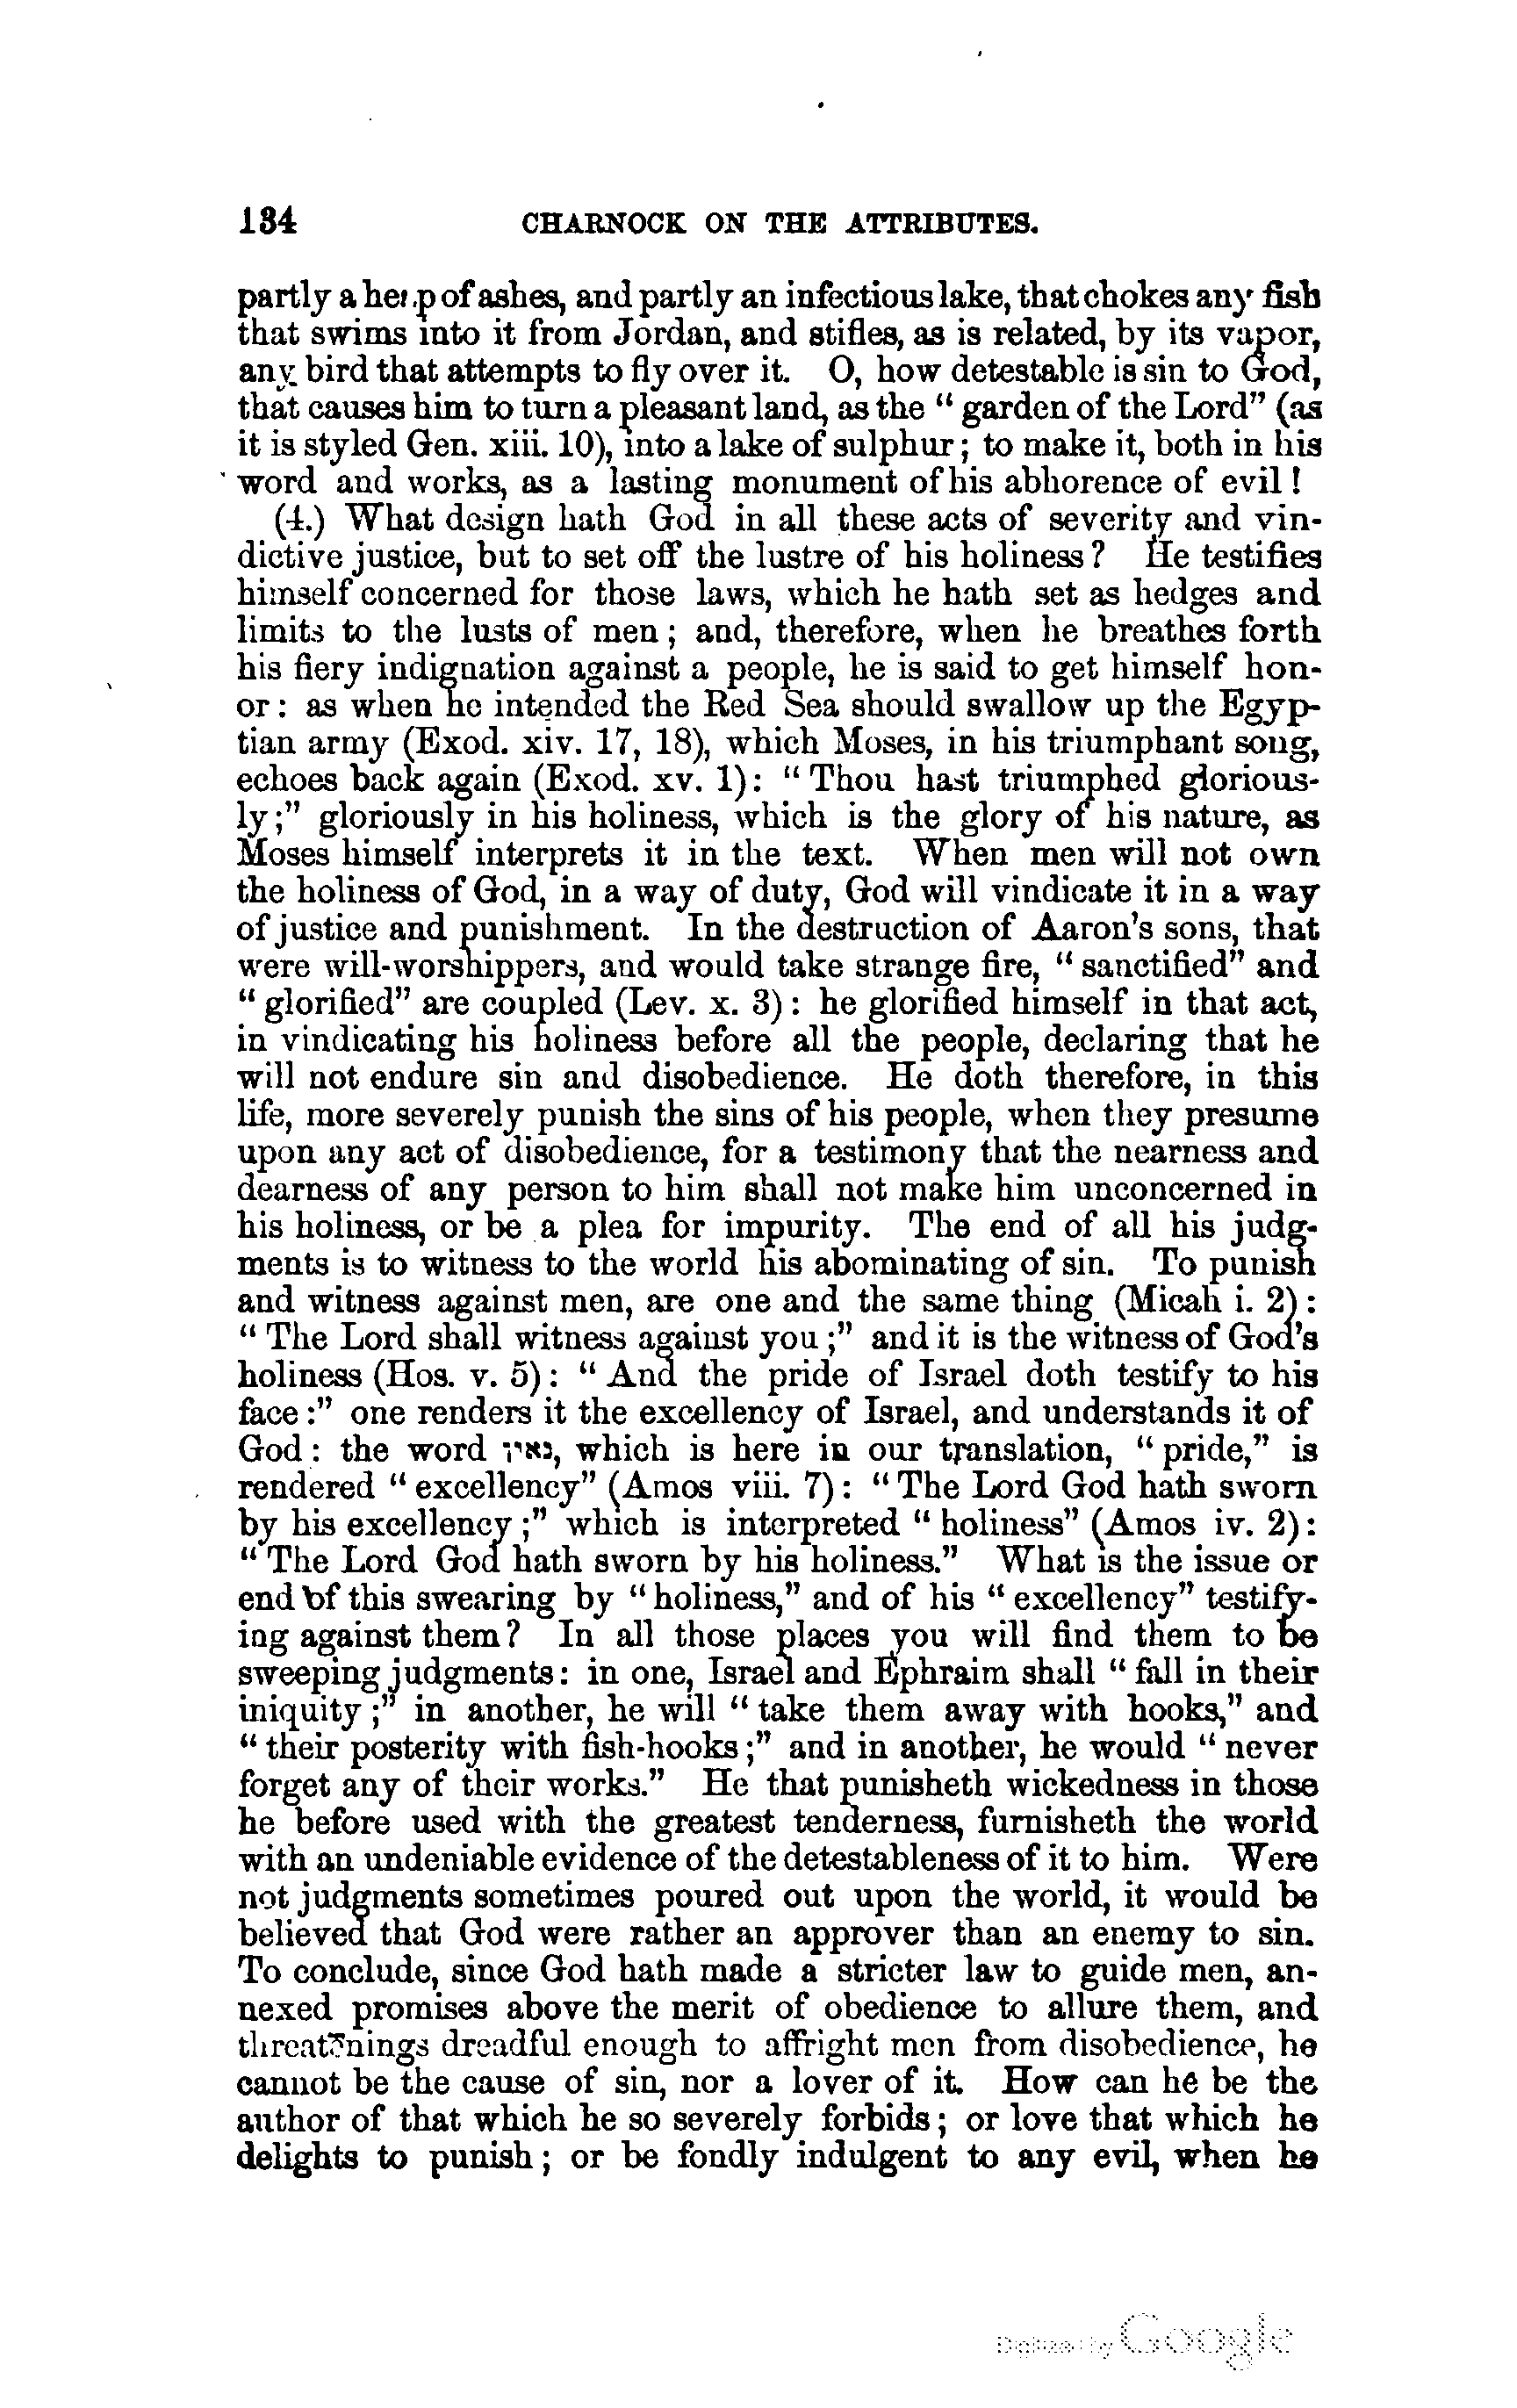 134 CHARNOCK ON THE ATTRIBUTES.
partly a heap of ashes, and partly an infectious lake, that chokes any fish
that swims into it from Jordan, and stifles, as is related, by its vapor,
any bird that attempts to fly over it. O, how detestable is sin to God,
that causes him to turn a pleasant land, as the “ garden of the Lord” (as
it is styled Gen. xiii. 10), into a lake of sulphur; to make it, both in his
word and works, as a lasting monument of his abhorence of evil!
(4.) What design hath God in all these acts of severity and vin-
dictive justice, but to set off the lustre of his holiness? He testifies
himself concerned for those laws, which he hath set as hedges and
limits to the lusts of men; and, therefore, when he breathes forth
his fiery indignation against a people, he is said to get himself hon-
or: as when he intended the Red Sea should swallow up the Egyp-
tian army (Exod. xiv. 17, 18), which Moses, in his triumphant song,
echoes back again (Exod. xv. 1): “ Thou hast triumphed glorious-
ly;” gloriously in his holiness, which is the glory of his nature, as
Moses himself interprets it in the text. When men will not own
the holiness of God, in a way of duty, God will vindicate it in a way
of justice and punishment. In the destruction of Aaron's sons, that
were will-worshippers, and would take strange fire, “ sanctified” and
“ glorified” are coupled (Lev. x. 3): he glorified himself in that act,
in vindicating his holiness before all the people, declaring that he
will not endure sin and disobedience. He doth therefore, in this
life, more severely punish the sins of his people, when they presume
upon any act of disobedience, for a testimony that the nearness and
dearness of any person to him shall not make him unconcerned in
his holiness, or be a plea for impurity. The end of all his judg-
ments is to witness to the world his abominating of sin. To punish
and witness against men, are one and the same thing (Micah i. 2):
“ The Lord shall witness against you;” and it is the witness of God's
holiness (Hos. v. 5): “ And the pride of Israel doth testify to his
face:” one renders it the excellency of Israel, and understands it of
God: the word גאון, which is here in our translation, “ pride,” is
rendered “ excellency” (Amos viii. 7): “ The Lord God hath sworn
by his excellency;” which is interpreted “ holiness” (Amos iv. 2):
“ The Lord God hath sworn by his holiness.” What is the issue or
end of this swearing by “ holiness,” and of his “ excellency” testify-
ing against them? In all those places you will find them to be
sweeping judgments: in one, Israel and Ephraim shall “ fall in their
iniquity;” in another, he will “ take them away with hooks,” and
“ their posterity with fish-hooks;” and in another, he would “ never
forget any of their works.” He that punisheth wickedness in those
he before used with the greatest tenderness, furnisheth the world
with an undeniable evidence of the detestableness of it to him. Were
not judgments sometimes poured out upon the world, it would be
believed that God were rather an approver than an enemy to sin.
To conclude, since God hath made a stricter law to guide men, an-
nexed promises above the merit of obedience to allure them, and
threatenings dreadful enough to affright men from disobedience, he
cannot be the cause of sin, nor a lover of it. How can he be the
author of that which he so severely forbids; or love that which he
delights to punish; or be fondly indulgent to any evil, when he
Digitized by Google